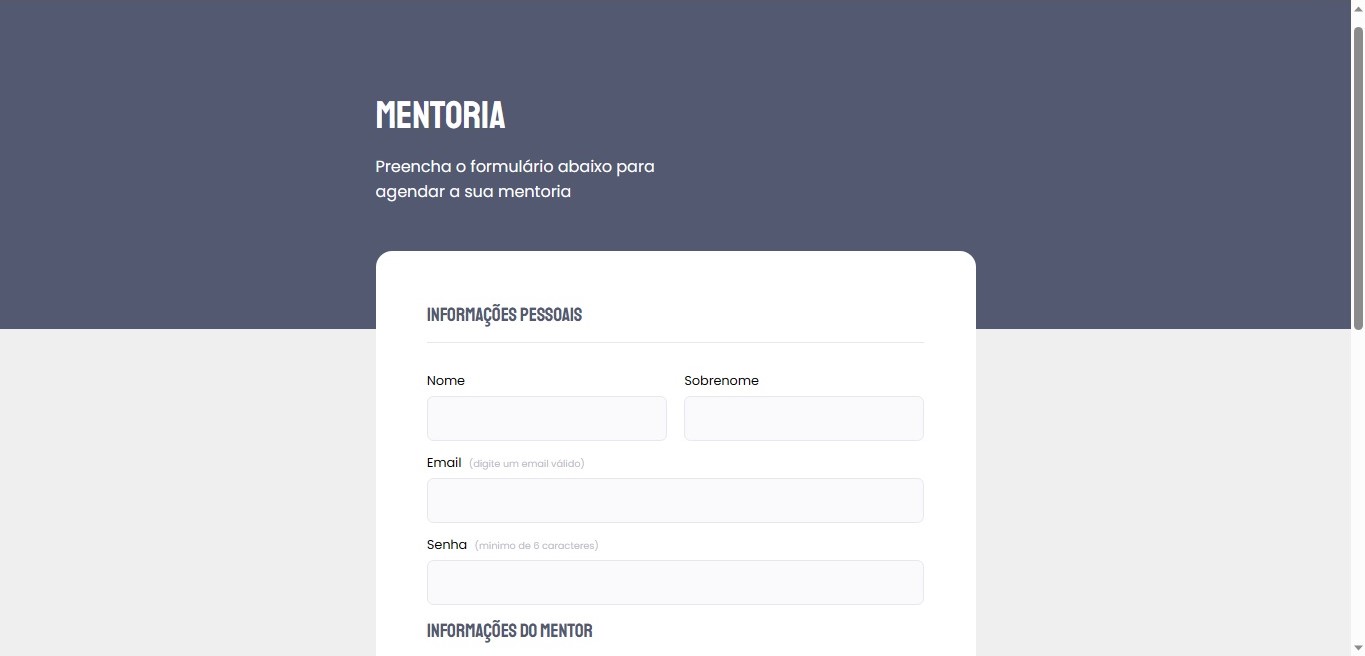 MENTORIA
Preencha o formulário abaixo para
agendar a sua mentoria
INFORMAÇÕES PESSOAIS
Nome Sobrenome
Email (digite um email válido)
Senha (mínimo de 6 caracteres)
INFORMAÇÕES DO MENTOR